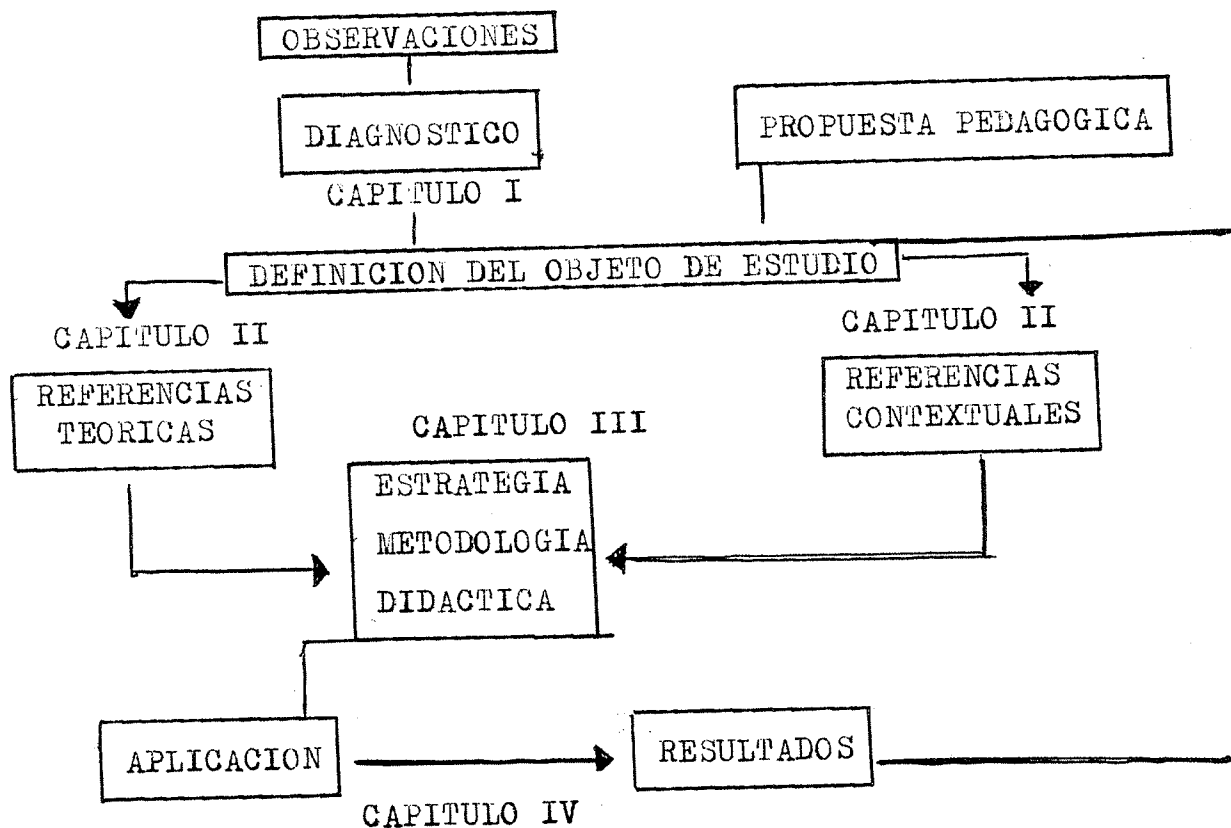 OBSERVACIONES
DIAGNOSTICO
PROPUESTA PEDAGOGICA
CAPITULO I
DEFINICION DEL OBJETO DE ESTUDIO
CAPITULO II
CAPITULO II
REFERENCIAS
TEORICAS
REFERENCIAS
CONTEXTUALES
CAPITULO III
ESTRATEGIA
METODOLOGIA
DIDACTICA
APLICACION
RESULTADOS
CAPITULO IV